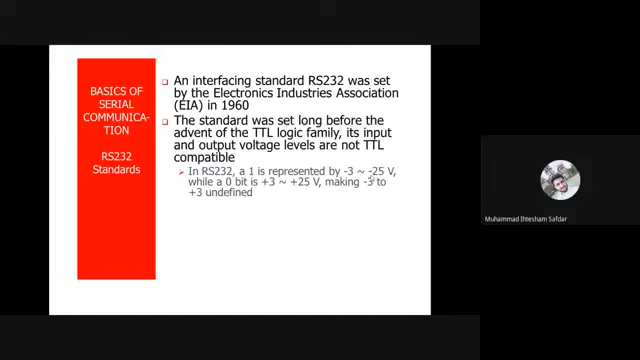 BASICS OF
SERIAL
COMMUNICA-
TION
RS232
Standards
An interfacing standard RS232 was set
by the Electronics Industries Association
(EIA) in 1960
The standard was set long before the
advent of the TTL logic family, its input
and output voltage levels are not TTL
compatible
In RS232, a 1 is represented by -3 ~ -25 V,
while a 0 bit is +3 ~ +25 V, making -3 to
+3 undefined
Muhammad Ihtesham Safdar